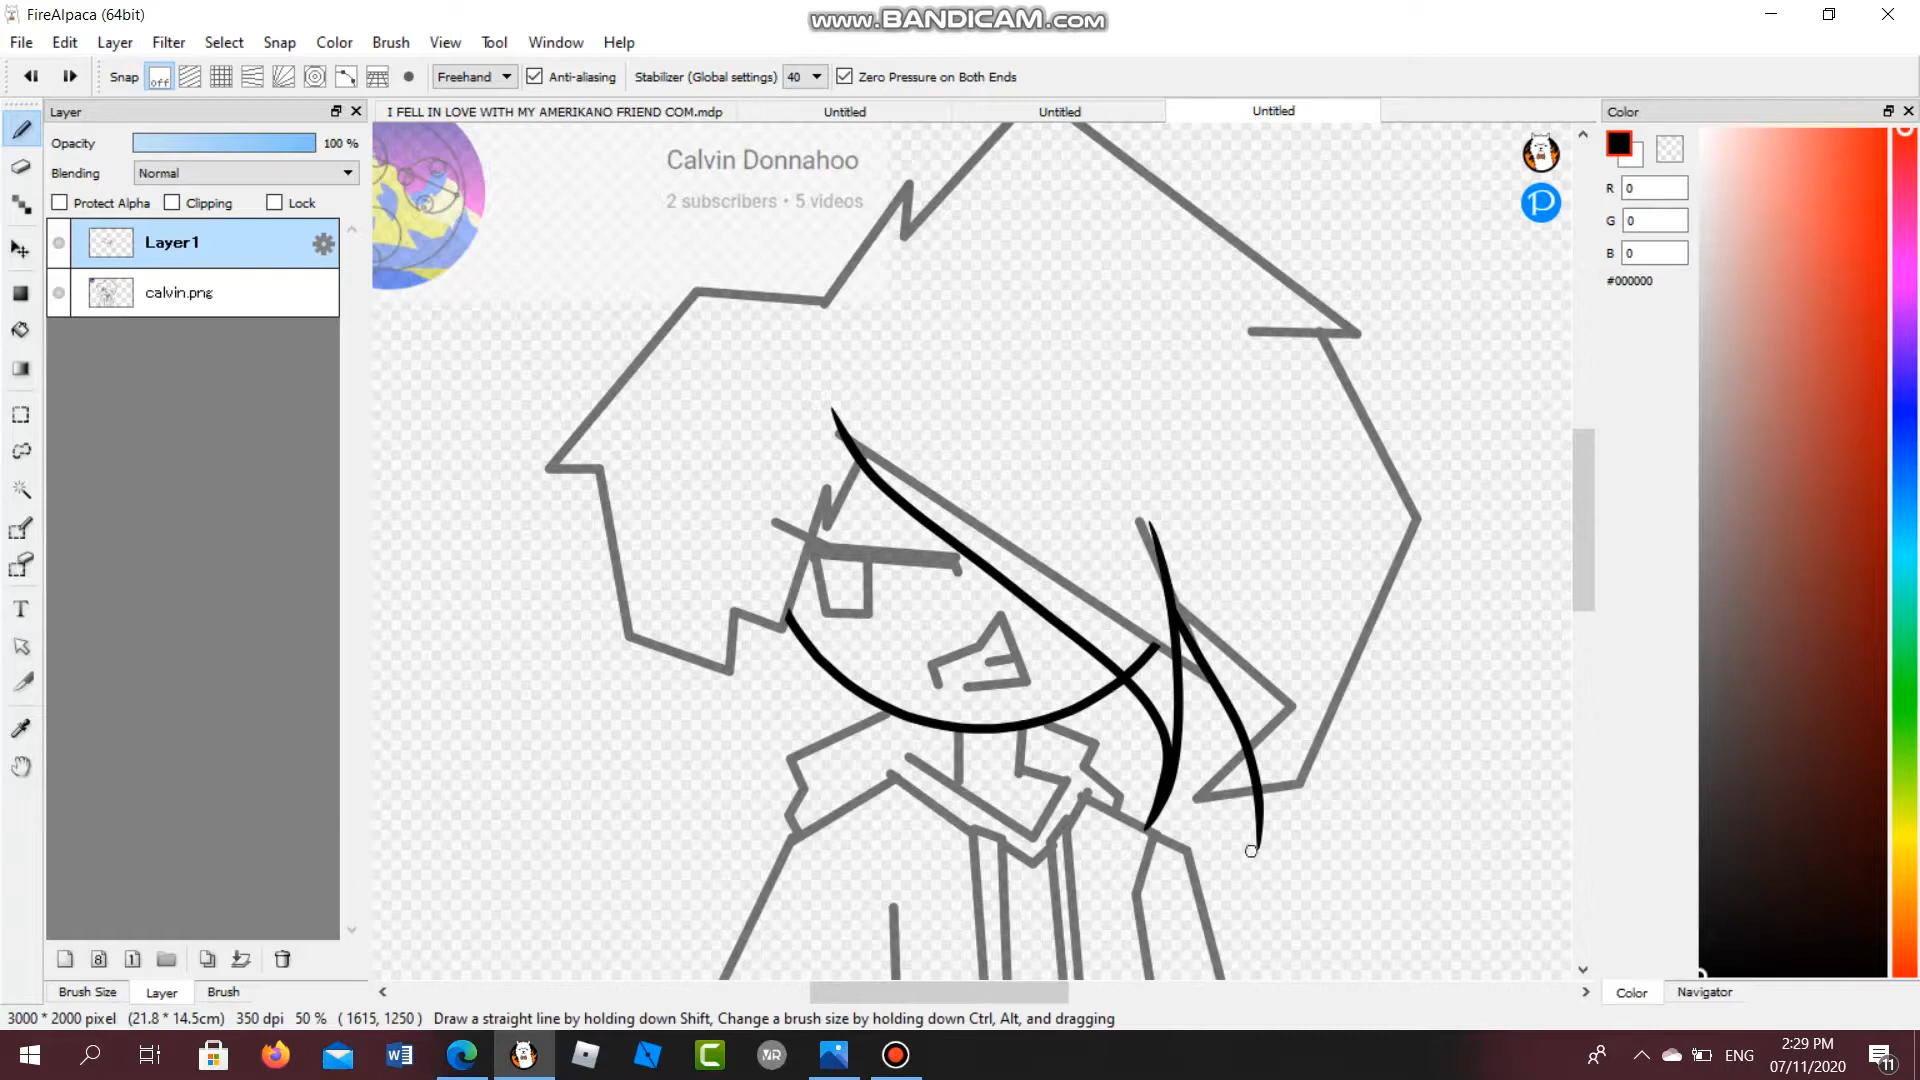 FireAlpaca (64bit)
www.BANDICAM.com
File Edit Layer Filter Select Snap Color Brush View Tool Window Help
Snap off Freehand Anti-aliasing Stabilizer (Global settings) 40 Zero Pressure on Both Ends
Layer
I FELL IN LOVE WITH MY AMERIKANO FRIEND COM.mdp Untitled Untitled Untitled
Color
Opacity 100 %
Blending Normal
Protect Alpha Clipping Lock
Layer1
calvin.png
Calvin Donnahoo
2 subscribers • 5 videos
P
R 0
G 0
B 0
#000000
T
8 1
Brush Size Layer Brush
Color Navigator
3000 * 2000 pixel (21.8 * 14.5cm) 350 dpi 50 % ( 1615, 1250 ) Draw a straight line by holding down Shift, Change a brush size by holding down Ctrl, Alt, and dragging
W C MR
ENG
2:29 PM
07/11/2020
11